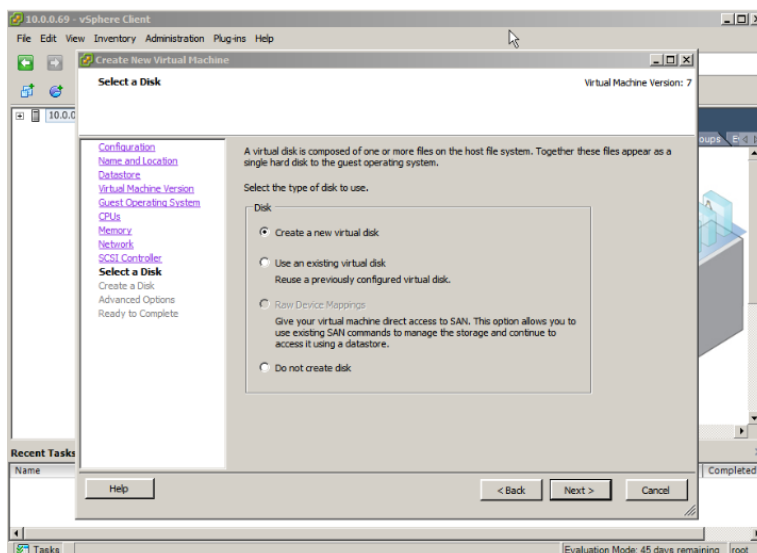 10.0.0.69 - vSphere Client
File Edit View Inventory Administration Plug-ins Help
Create New Virtual Machine
Select a Disk
Virtual Machine Version: 7
10.0.0
oups
Configuration
Name and Location
Datastore
Virtual Machine Version
Guest Operating System
CPUs
Memory
Network
SCSI Controller
Select a Disk
Create a Disk
Advanced Options
Ready to Complete
A virtual disk is composed of one or more files on the host file system. Together these files appear as a
single hard disk to the guest operating system.
Select the type of disk to use.
Disk
Create a new virtual disk
Use an existing virtual disk
Reuse a previously configured virtual disk.
Raw Device Mappings
Give your virtual machine direct access to SAN. This option allows you to
use existing SAN commands to manage the storage and continue to
access it using a datastore.
Do not create disk
Recent Tasks
Name
Completed
Help
< Back
Next >
Cancel
Tasks
Evaluation Mode: 45 days remaining
root